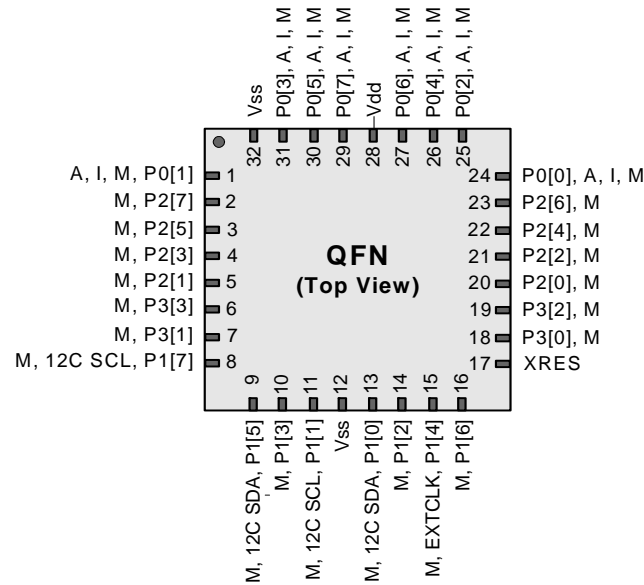 Vss
P0[3], A, I, M
P0[5], A, I, M
P0[7], A, I, M
Vdd
P0[6], A, I, M
P0[4], A, I, M
P0[2], A, I, M
32
31
30
29
28
27
26
25
A, I, M, P0[1]
M, P2[7]
M, P2[5]
M, P2[3]
M, P2[1]
M, P3[3]
M, P3[1]
M, 12C SCL, P1[7]
1
2
3
4
5
6
7
8
QFN
(Top View)
24
23
22
21
20
19
18
17
P0[0], A, I, M
P2[6], M
P2[4], M
P2[2], M
P2[0], M
P3[2], M
P3[0], M
XRES
9
10
11
12
13
14
15
16
M, 12C SDA, P1[5]
M, P1[3]
M, 12C SCL, P1[1]
Vss
M, 12C SDA, P1[0]
M, P1[2]
M, EXTCLK, P1[4]
M, P1[6]